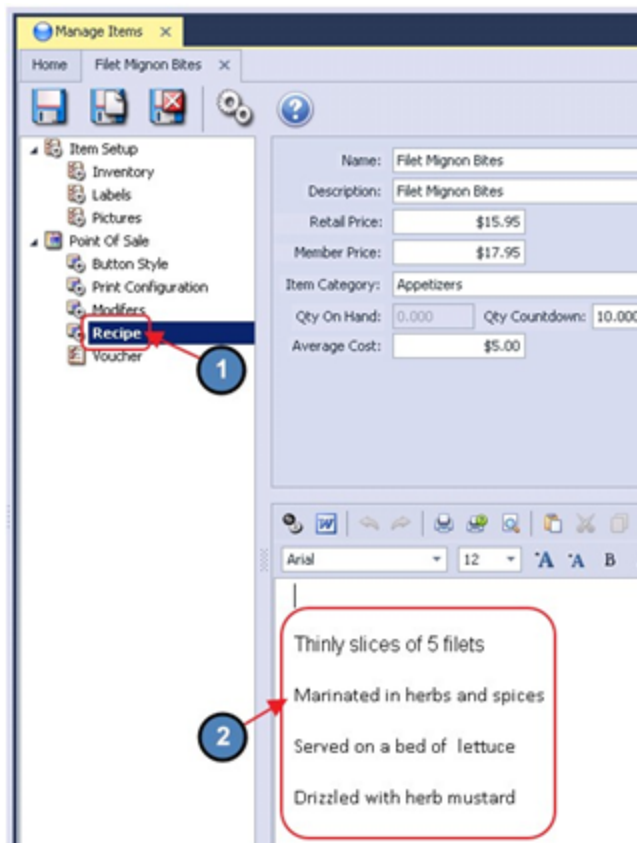 Manage Items
Home Filet Mignon Bites
Item Setup
Inventory
Labels
Pictures
Point Of Sale
Button Style
Print Configuration
Modifers
Recipe
Voucher
1
Name: Filet Mignon Bites
Description: Filet Mignon Bites
Retail Price: $15.95
Member Price: $17.95
Item Category: Appetizers
Qty On Hand: 0.000 Qty Countdown: 10.000
Average Cost: $5.00
Arial 12 A A B
Thinly slices of 5 filets
Marinated in herbs and spices
2
Served on a bed of lettuce
Drizzled with herb mustard